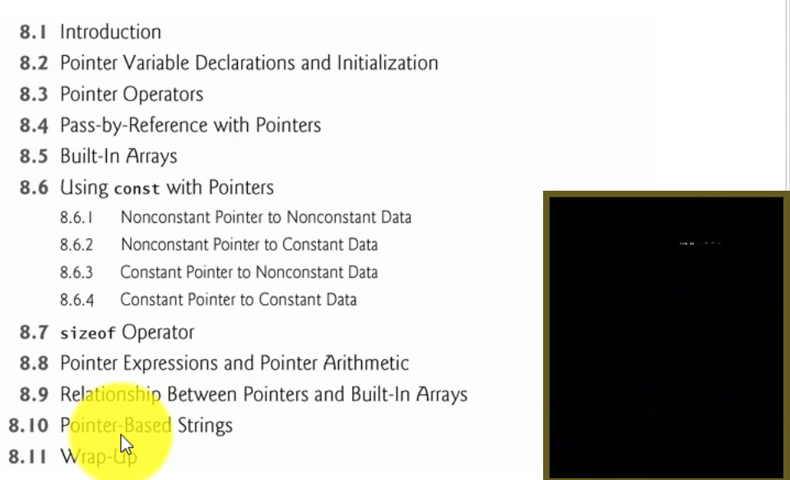 8.1 Introduction
8.2 Pointer Variable Declarations and Initialization
8.3 Pointer Operators
8.4 Pass-by-Reference with Pointers
8.5 Built-In Arrays
8.6 Using const with Pointers
8.6.1 Nonconstant Pointer to Nonconstant Data
8.6.2 Nonconstant Pointer to Constant Data
8.6.3 Constant Pointer to Nonconstant Data
8.6.4 Constant Pointer to Constant Data
8.7 sizeof Operator
8.8 Pointer Expressions and Pointer Arithmetic
8.9 Relationship Between Pointers and Built-In Arrays
8.10 Pointer-Based Strings
8.11 Wrap-Up